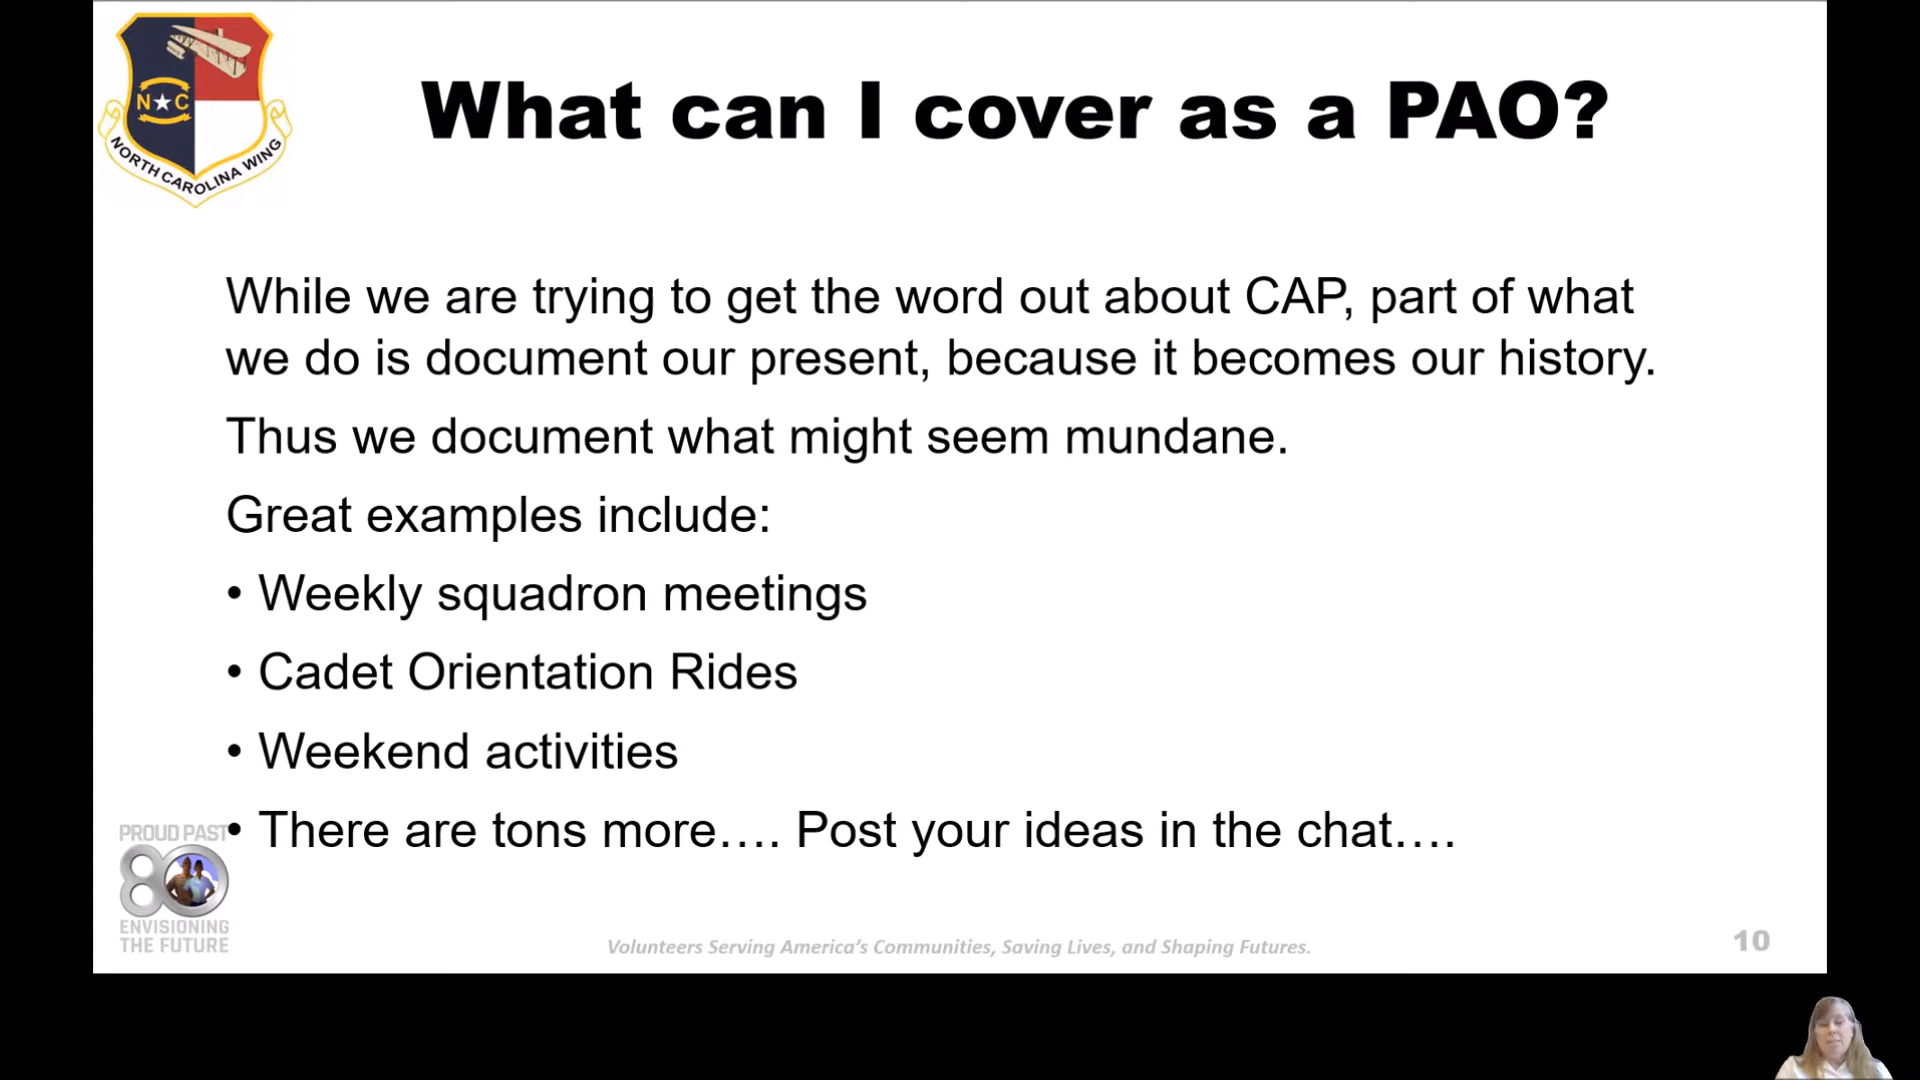 N★C
NORTH CAROLINA WING
What can I cover as a PAO?
While we are trying to get the word out about CAP, part of what
we do is document our present, because it becomes our history.
Thus we document what might seem mundane.
Great examples include:
• Weekly squadron meetings
• Cadet Orientation Rides
• Weekend activities
• There are tons more…. Post your ideas in the chat….
PROUD PAST
80
ENVISIONING
THE FUTURE
Volunteers Serving America's Communities, Saving Lives, and Shaping Futures.
10